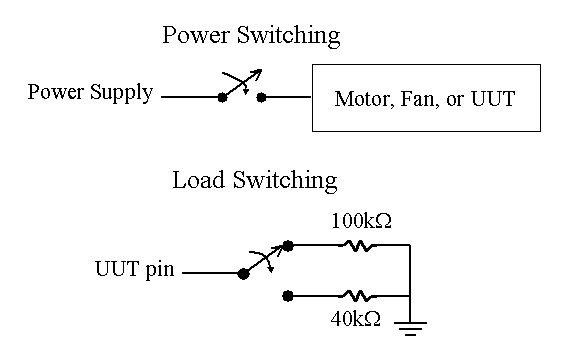 Power Switching
Power Supply
Motor, Fan, or UUT
Load Switching
100kΩ
UUT pin
40kΩ